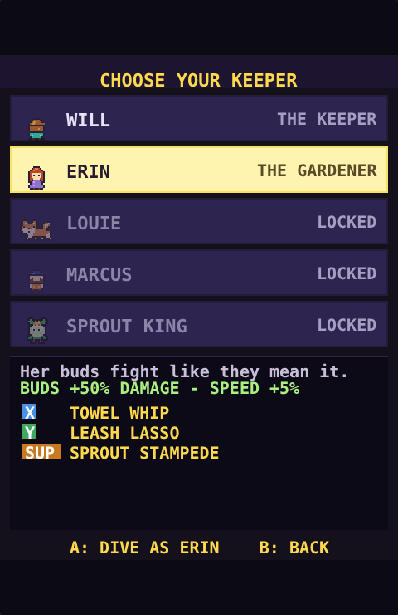 CHOOSE YOUR KEEPER
WILL THE KEEPER
ERIN THE GARDENER
LOUIE LOCKED
MARCUS LOCKED
SPROUT KING LOCKED
Her buds fight like they mean it.
BUDS +50% DAMAGE - SPEED +5%
X TOWEL WHIP
Y LEASH LASSO
SUP SPROUT STAMPEDE
A: DIVE AS ERIN B: BACK